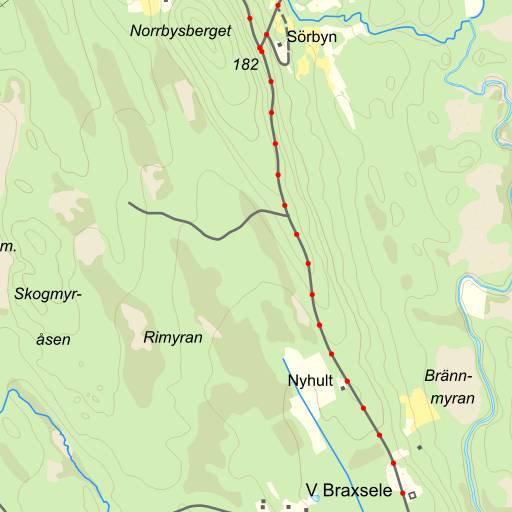 Norrbysberget
Sörbyn
182
m.
Skogmyr-
åsen
Rimyran
Nyhult
Bränn-
myran
V Braxsele